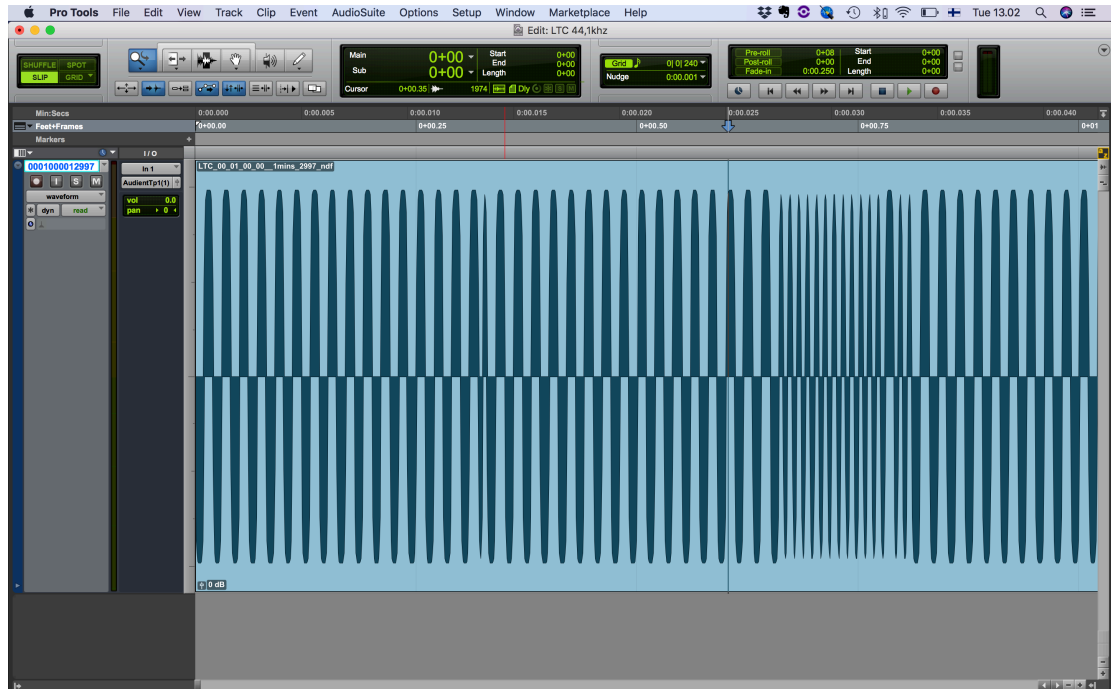 Pro Tools File Edit View Track Clip Event AudioSuite Options Setup Window Marketplace Help Tue 13.02
Edit: LTC 44,1khz
SHUFFLE SPOT
SLIP GRID
Main 0+00
Sub 0+00
Start 0+00
End 0+00
Length 0+00
Cursor 0+00.35 1974 Dly S M
Grid 0| 0| 240
Nudge 0:00.001
Pre-roll 0+08
Post-roll 0+00
Fade-in 0:00.250
Start 0+00
End 0+00
Length 0+00
Min:Secs 0:00.000 0:00.005 0:00.010 0:00.015 0:00.020 0:00.025 0:00.030 0:00.035 0:00.040
Feet+Frames 0+00.00 0+00.25 0+00.50 0+00.75 0+01
Markers +
I / O
0001000012997
I S M
waveform
dyn read
In 1
AudientTp1(1)
vol 0.0
pan 0
LTC_00_01_00_00__1mins_2997_ndf
0 dB